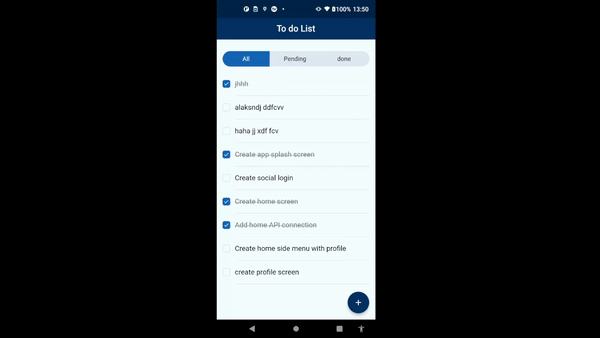 100% 13:50
To do List
All Pending done
jhhh
alaksndj ddfcvv
haha jj xdf fcv
Create app splash screen
Create social login
Create home screen
Add home API connection
Create home side menu with profile
create profile screen